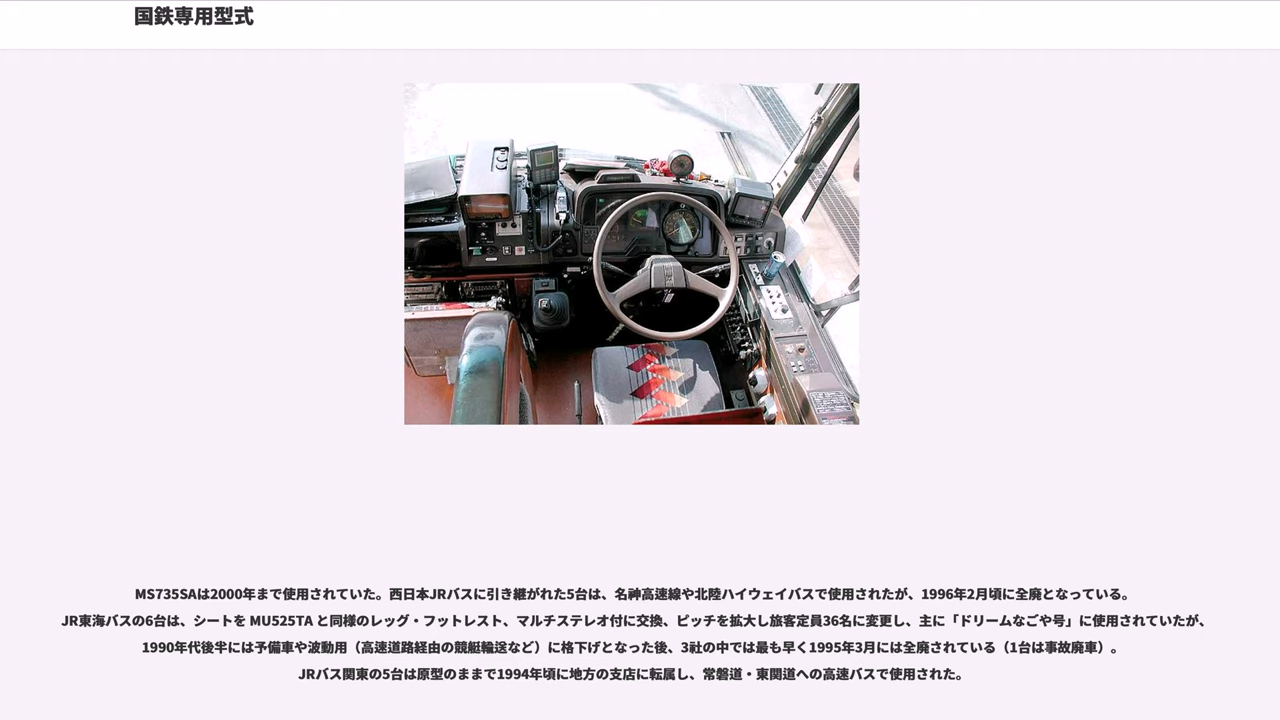 国鉄専用型式
MS735SAは2000年まで使用されていた。西日本JRバスに引き継がれた5台は、名神高速線や北陸ハイウェイバスで使用されたが、1996年2月頃に全廃となっている。
JR東海バスの6台は、シートを MU525TA と同様のレッグ・フットレスト、マルチステレオ付に交換、ピッチを拡大し旅客定員36名に変更し、主に「ドリームなごや号」に使用されていたが、
1990年代後半には予備車や波動用（高速道路経由の競艇輸送など）に格下げとなった後、3社の中では最も早く1995年3月には全廃されている（1台は事故廃車）。
JRバス関東の5台は原型のままで1994年頃に地方の支店に転属し、常磐道・東関道への高速バスで使用された。